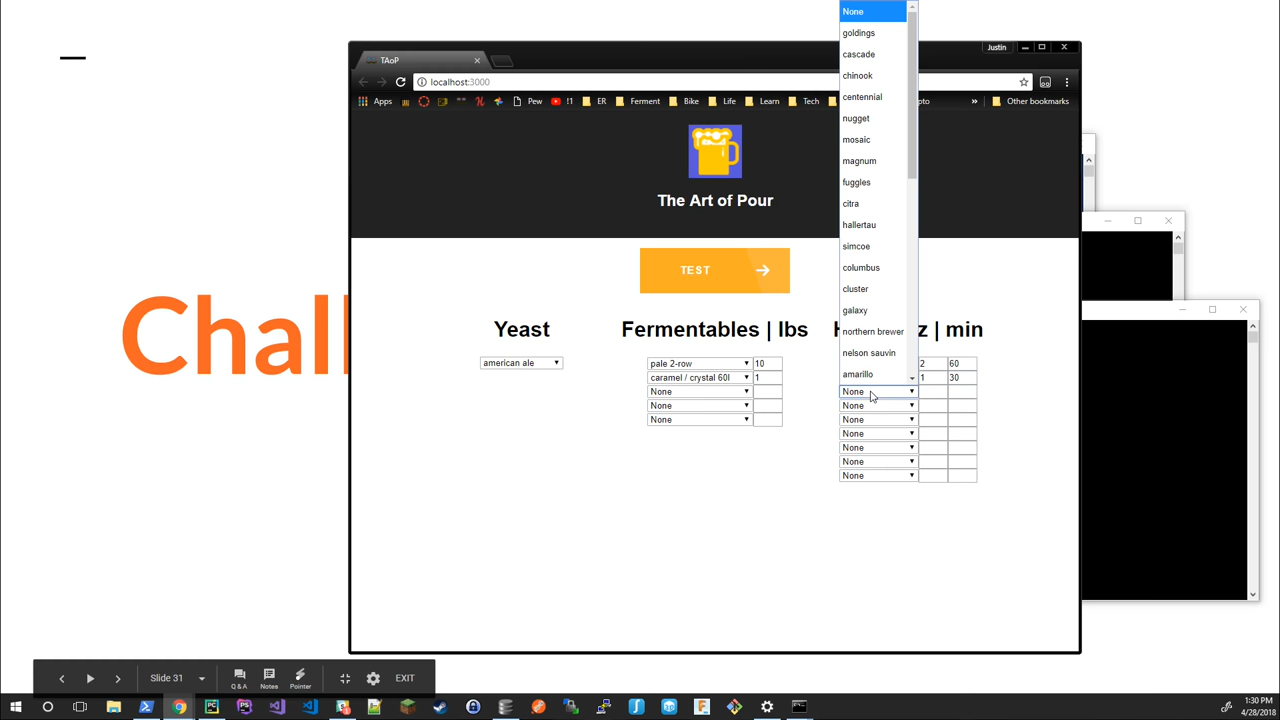 None
goldings
cascade
chinook
centennial
nugget
mosaic
magnum
fuggles
citra
hallertau
simcoe
columbus
cluster
galaxy
northern brewer
nelson sauvin
amarillo
TAoP
Justin
localhost:3000
Apps
Pew
!1
ER
Ferment
Bike
Life
Learn
Tech
Other bookmarks
The Art of Pour
TEST
Chall
Yeast
Fermentables | lbs
| min
american ale
pale 2-row 10
caramel / crystal 60l 1
None
None
None
2 60
1 30
None
None
None
None
None
None
None
Slide 31
Q & A
Notes
Pointer
EXIT
1:30 PM
4/28/2018